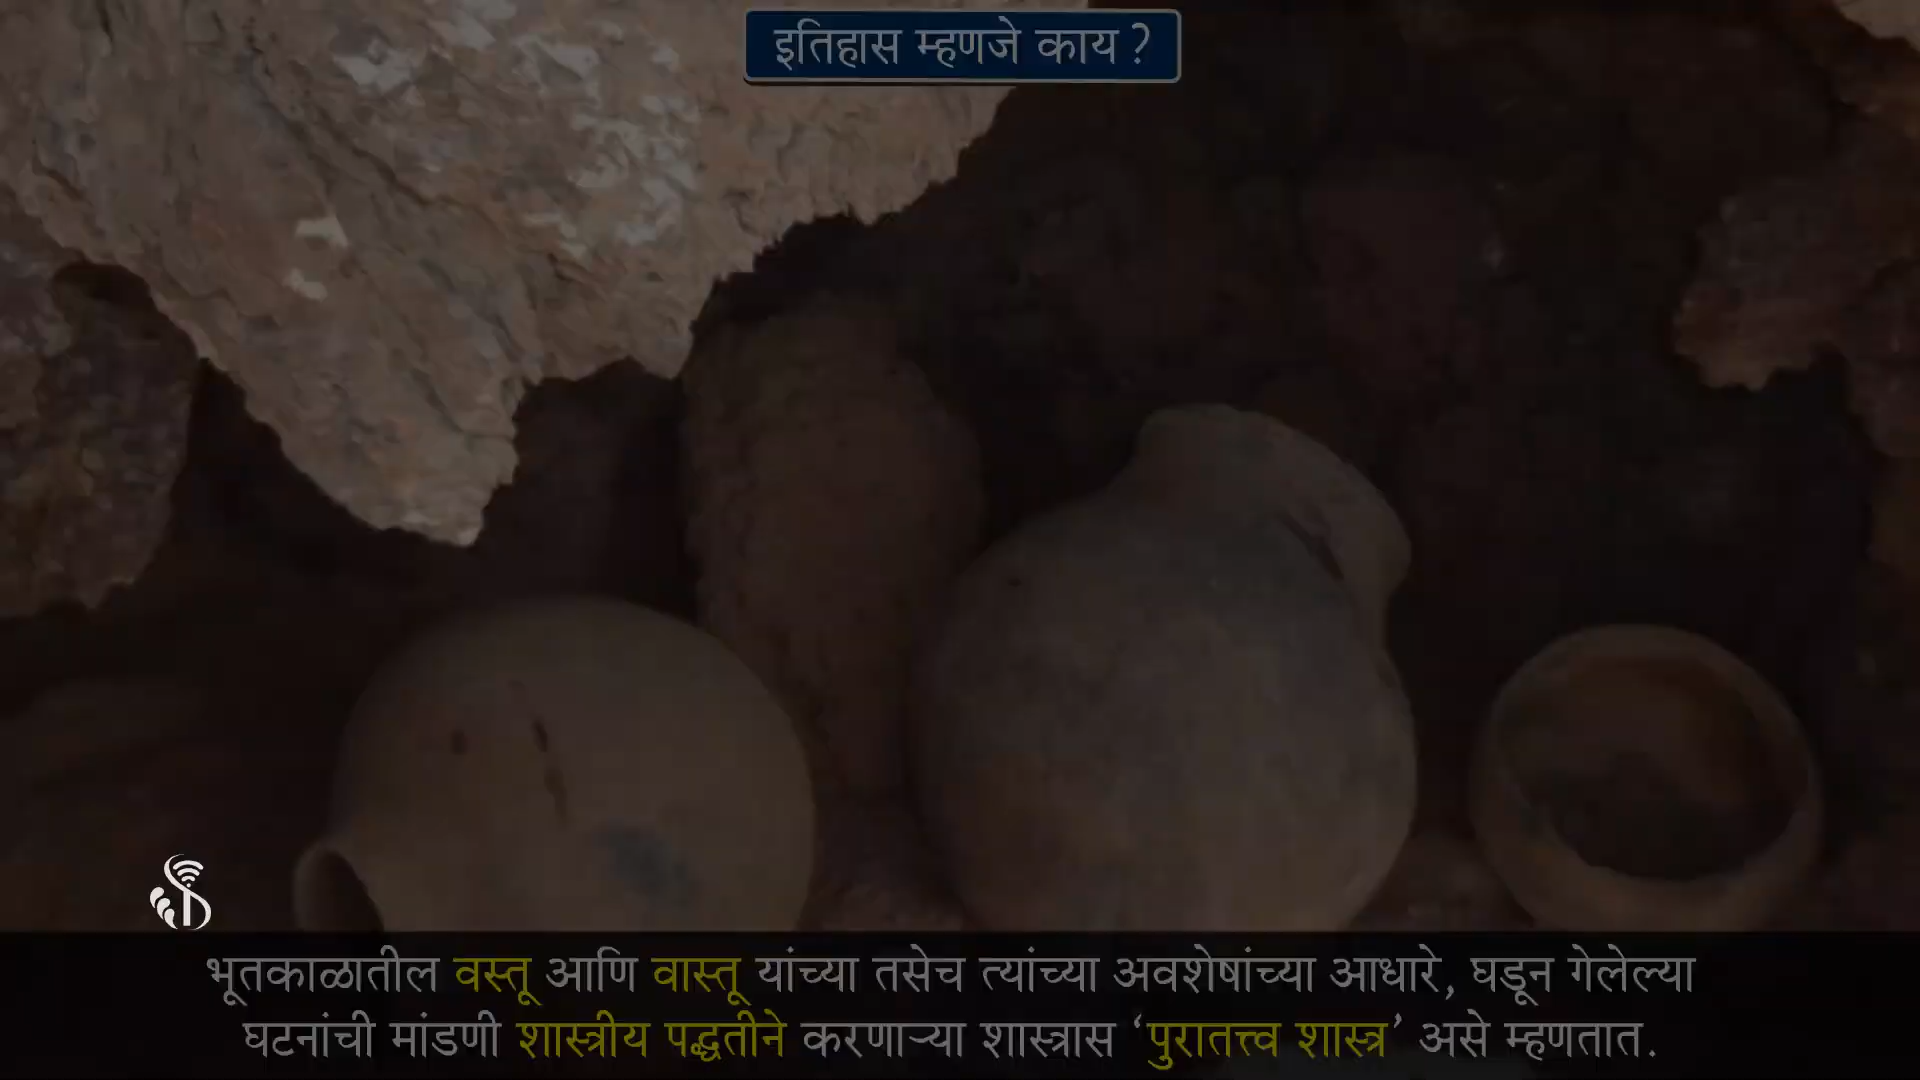 इतिहास म्हणजे काय ?
भूतकाळातील वस्तू आणि वास्तू यांच्या तसेच त्यांच्या अवशेषांच्या आधारे, घडून गेलेल्या
घटनांची मांडणी शास्त्रीय पद्धतीने करणाऱ्या शास्त्रास ‘पुरातत्त्व शास्त्र’ असे म्हणतात.